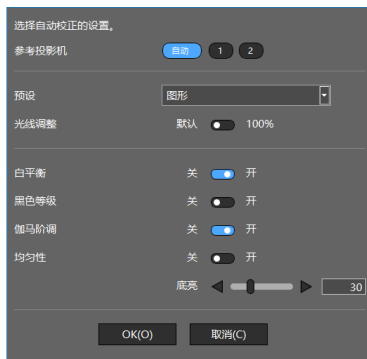 选择自动校正的设置。
参考投影机 自动 1 2
预设 图形
光线调整 默认 100%
白平衡 关 开
黑色等级 关 开
伽马阶调 关 开
均匀性 关 开
底亮 30
OK(O) 取消(C)